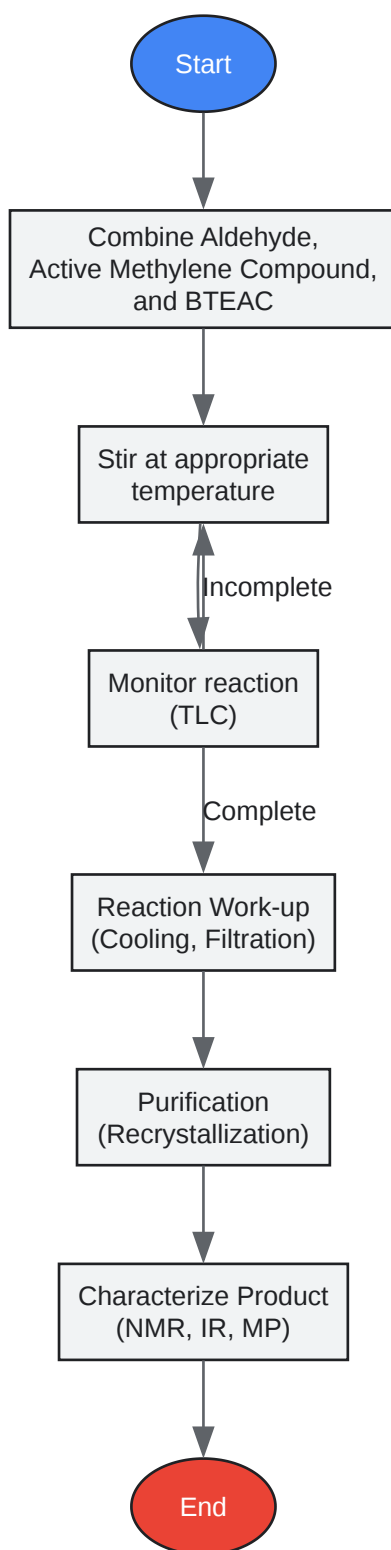 Start
Combine Aldehyde,
Active Methylene Compound,
and BTEAC
Stir at appropriate
temperature
Incomplete
Monitor reaction
(TLC)
Complete
Reaction Work-up
(Cooling, Filtration)
Purification
(Recrystallization)
Characterize Product
(NMR, IR, MP)
End